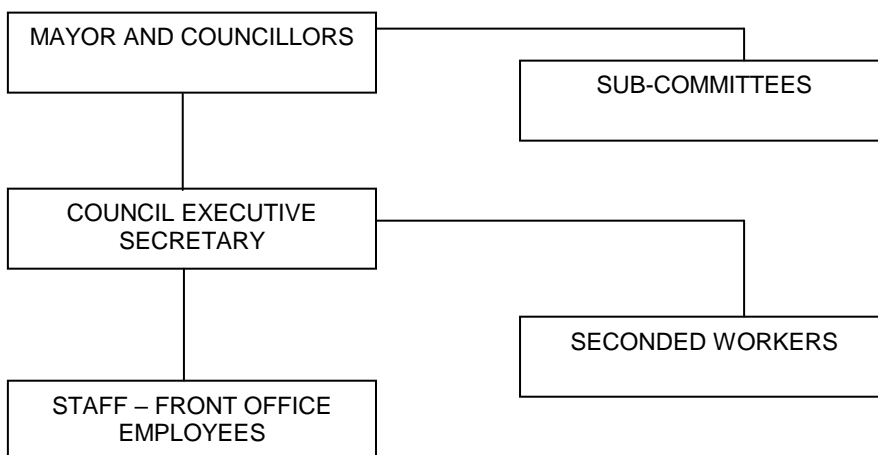 MAYOR AND COUNCILLORS
SUB-COMMITTEES
COUNCIL EXECUTIVE
SECRETARY
SECONDED WORKERS
STAFF – FRONT OFFICE
EMPLOYEES